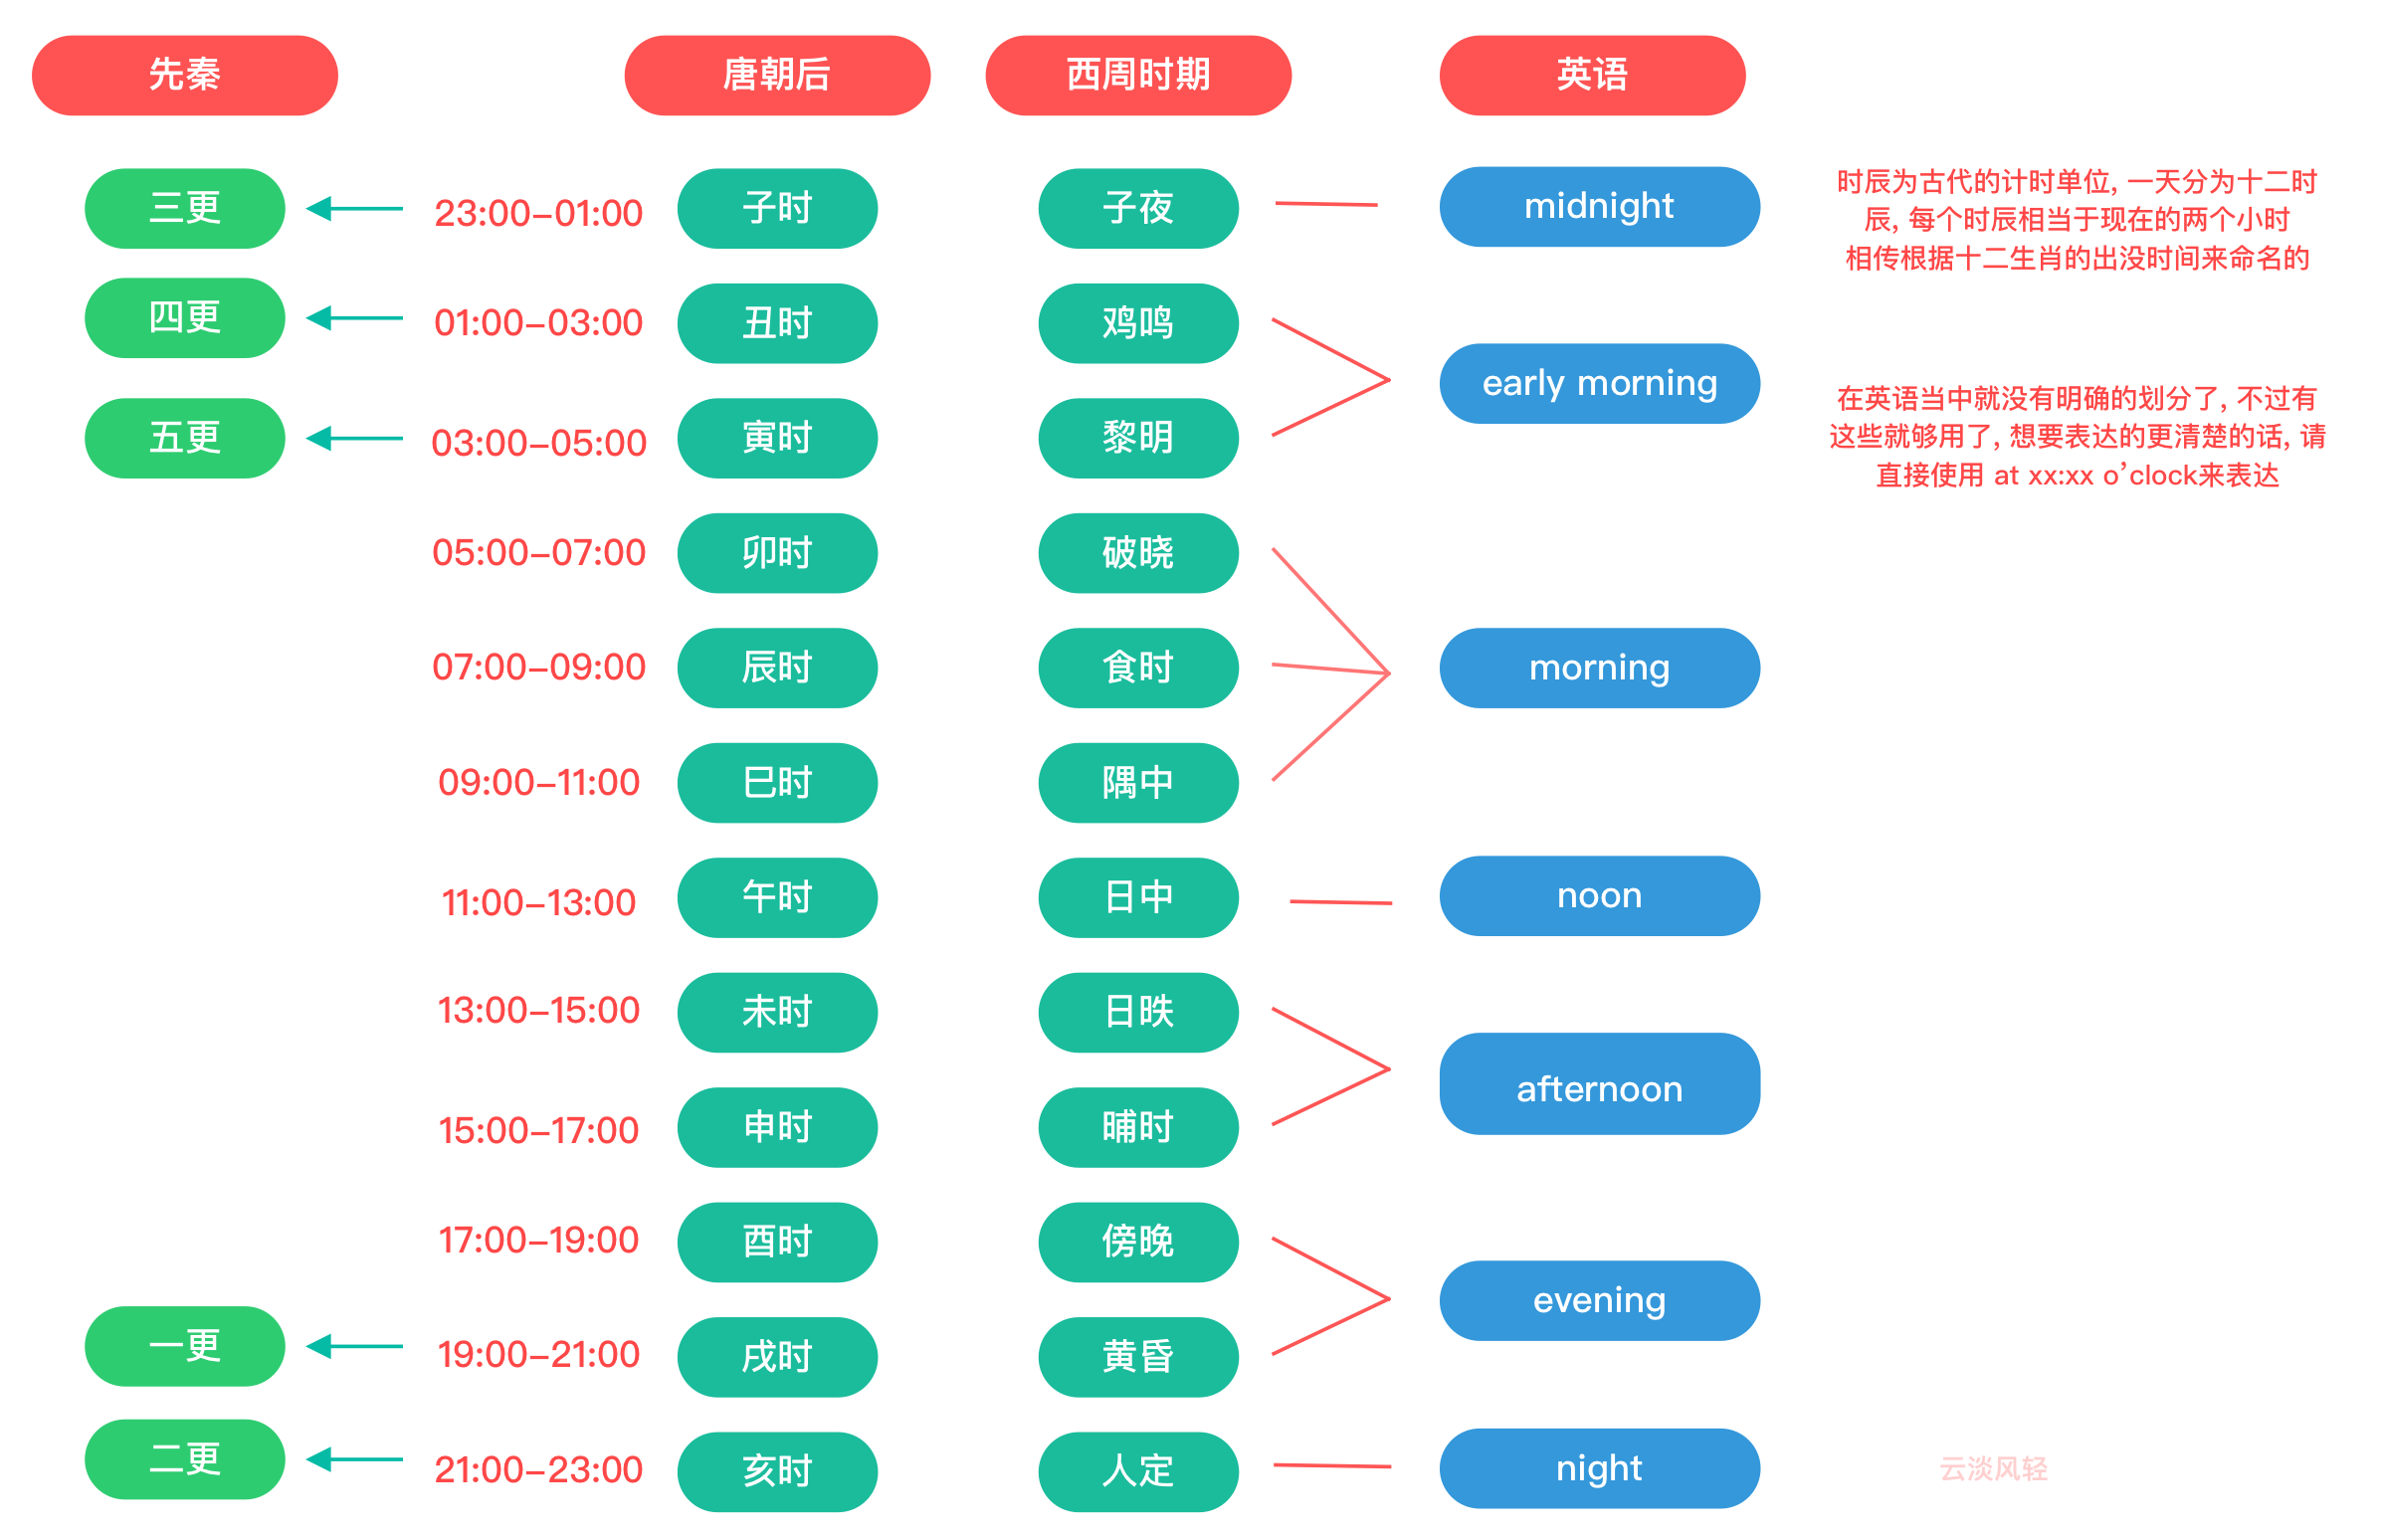 先秦
唐朝后
西周时期
英语
三更
23:00-01:00
子时
子夜
midnight
时辰为古代的计时单位, 一天分为十二时
辰, 每个时辰相当于现在的两个小时
相传根据十二生肖的出没时间来命名的
四更
01:00-03:00
丑时
鸡鸣
early morning
在英语当中就没有明确的划分了, 不过有
这些就够用了, 想要表达的更清楚的话, 请
直接使用 at xx:xx o’clock来表达
五更
03:00-05:00
寅时
黎明
05:00-07:00
卯时
破晓
07:00-09:00
辰时
食时
morning
09:00-11:00
巳时
隅中
11:00-13:00
午时
日中
noon
13:00-15:00
未时
日昳
afternoon
15:00-17:00
申时
晡时
17:00-19:00
酉时
傍晚
evening
一更
19:00-21:00
戌时
黄昏
二更
21:00-23:00
亥时
人定
night
云淡风轻